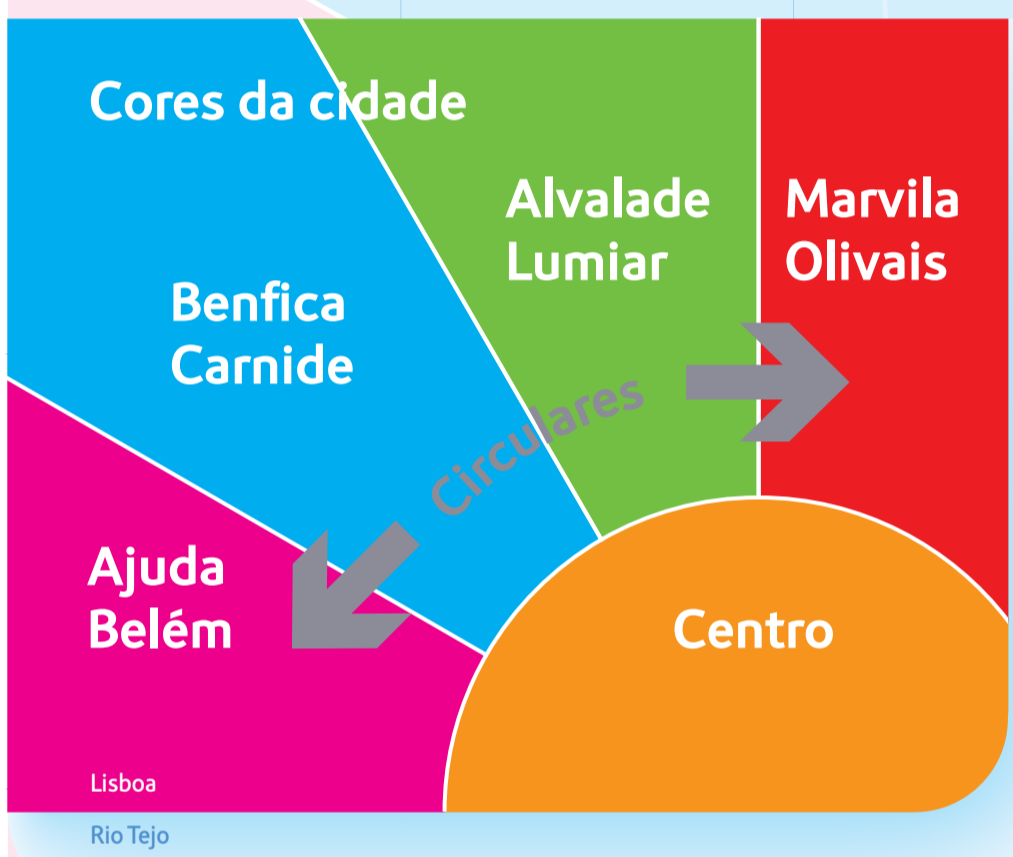 Cores da cidade
Alvalade
Lumiar
Marvila
Olivais
Benfica
Carnide
Circulares
Ajuda
Belém
Centro
Lisboa
Rio Tejo